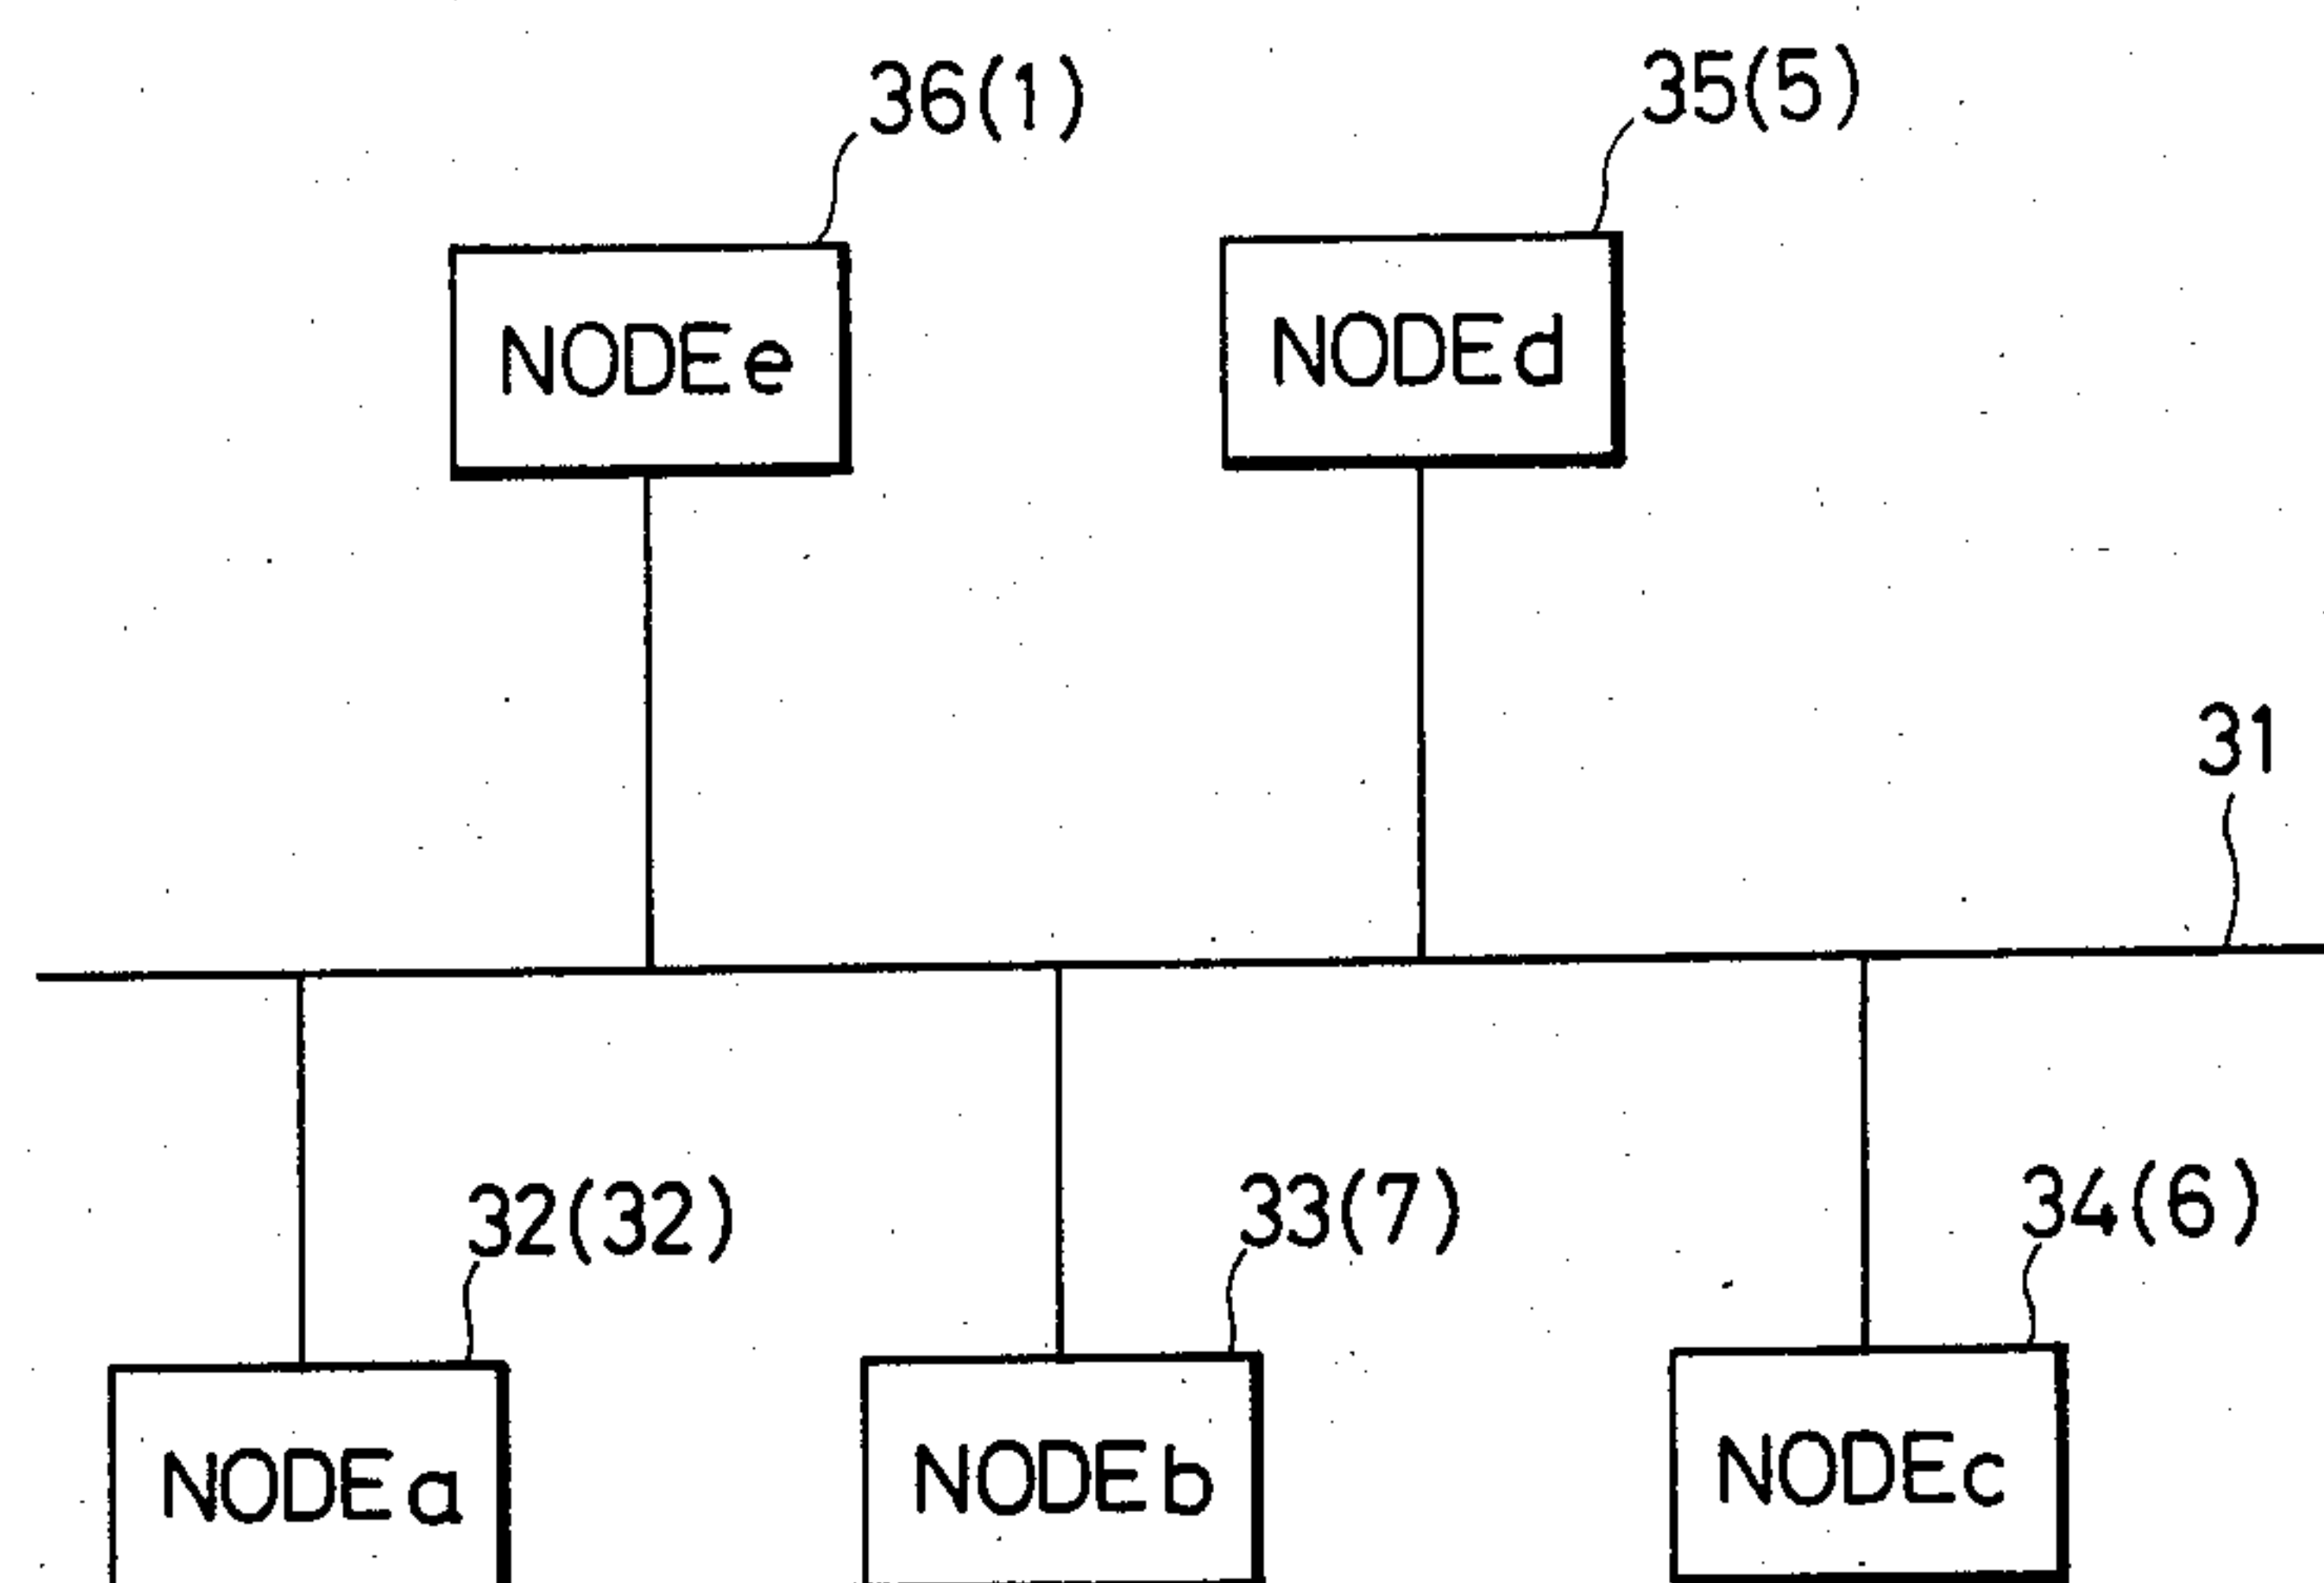 36(1)
35(5)
NODEe
NODEd
31
32(32)
33(7)
34(6)
NODEa
NODEb
NODEc